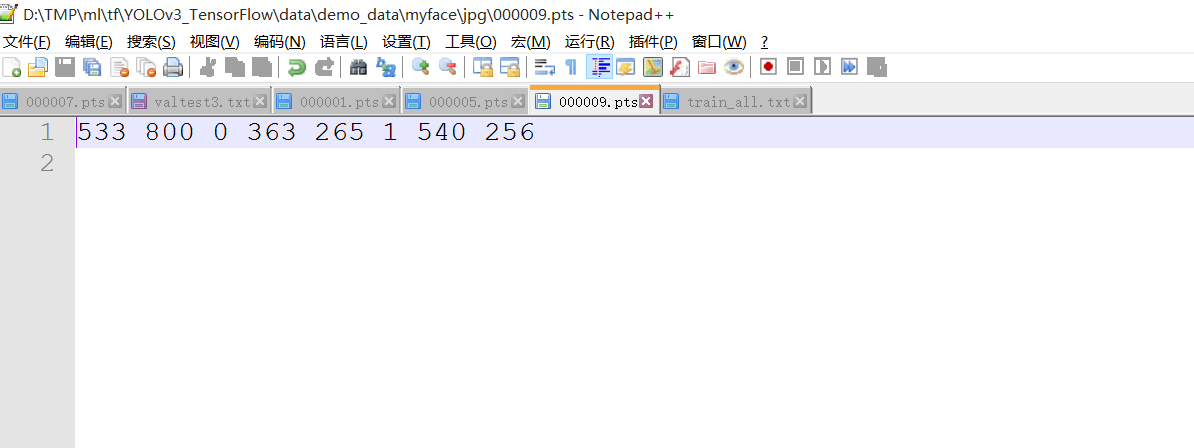 D:\TMP\ml\tf\YOLOv3_TensorFlow\data\demo_data\myface\jpg\000009.pts - Notepad++
文件(F) 编辑(E) 搜索(S) 视图(V) 编码(N) 语言(L) 设置(T) 工具(O) 宏(M) 运行(R) 插件(P) 窗口(W) ?
000007.pts valtest3.txt 000001.pts 000005.pts 000009.pts train_all.txt
1 533 800 0 363 265 1 540 256
2